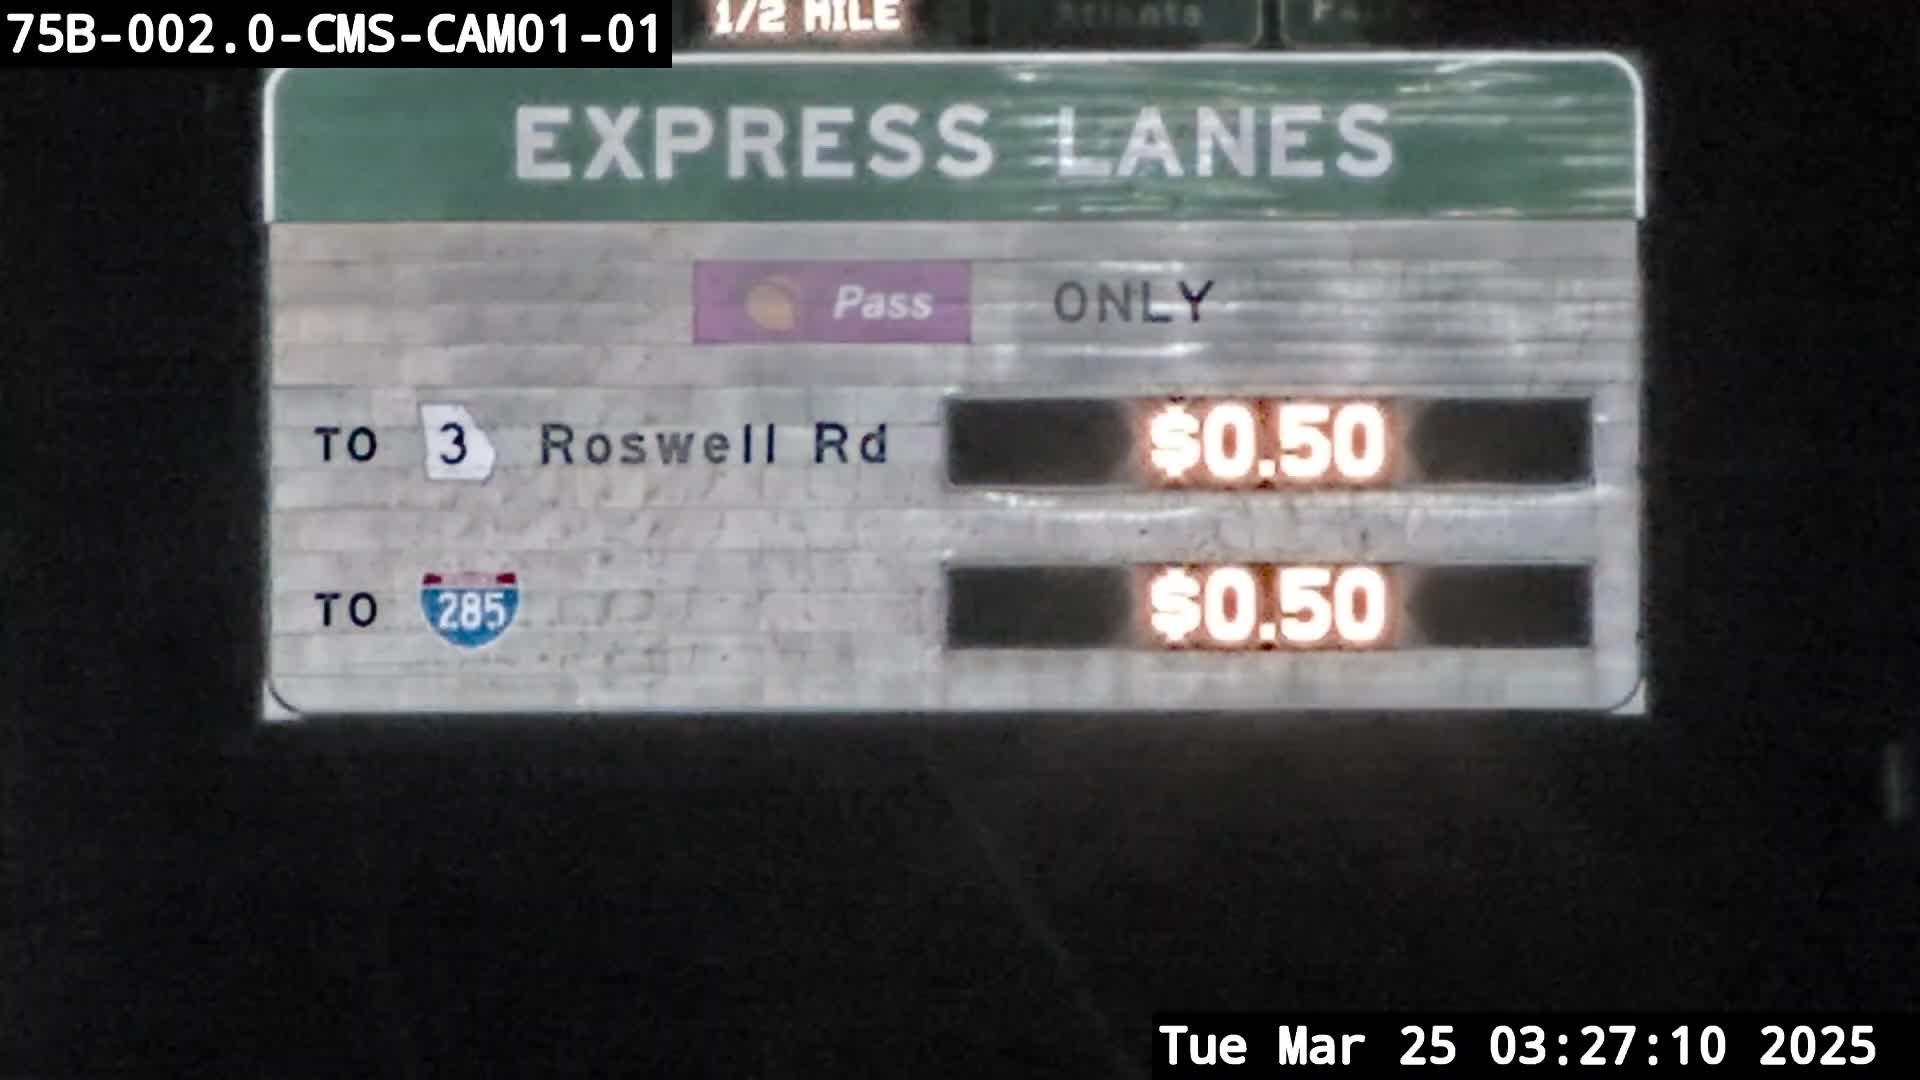 75B-002.0-CMS-CAM01-01
1/2 MILE
Atlanta
EXPRESS LANES
Pass ONLY
TO 3 Roswell Rd $0.50
TO 285 $0.50
Tue Mar 25 03:27:10 2025